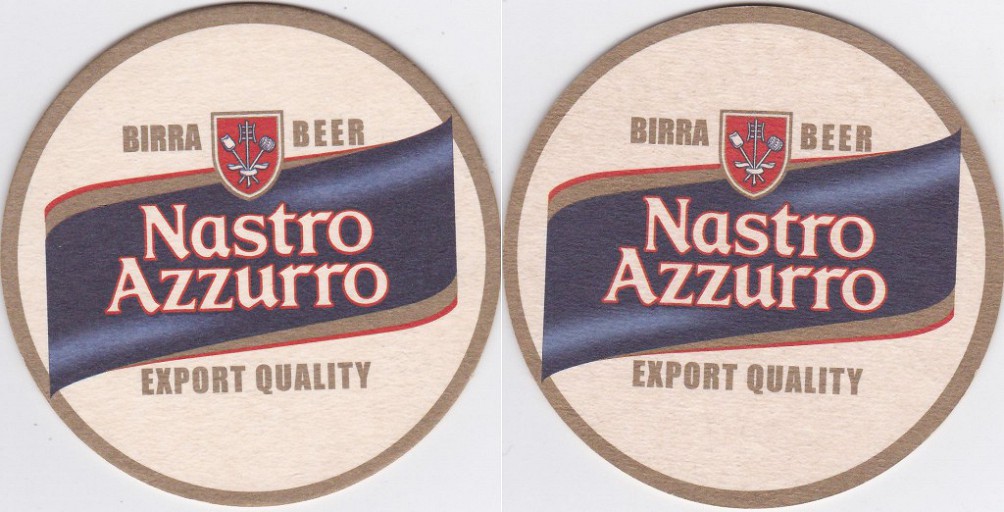 BIRRA BEER
Nastro
Azzurro
EXPORT QUALITY
BIRRA BEER
Nastro
Azzurro
EXPORT QUALITY